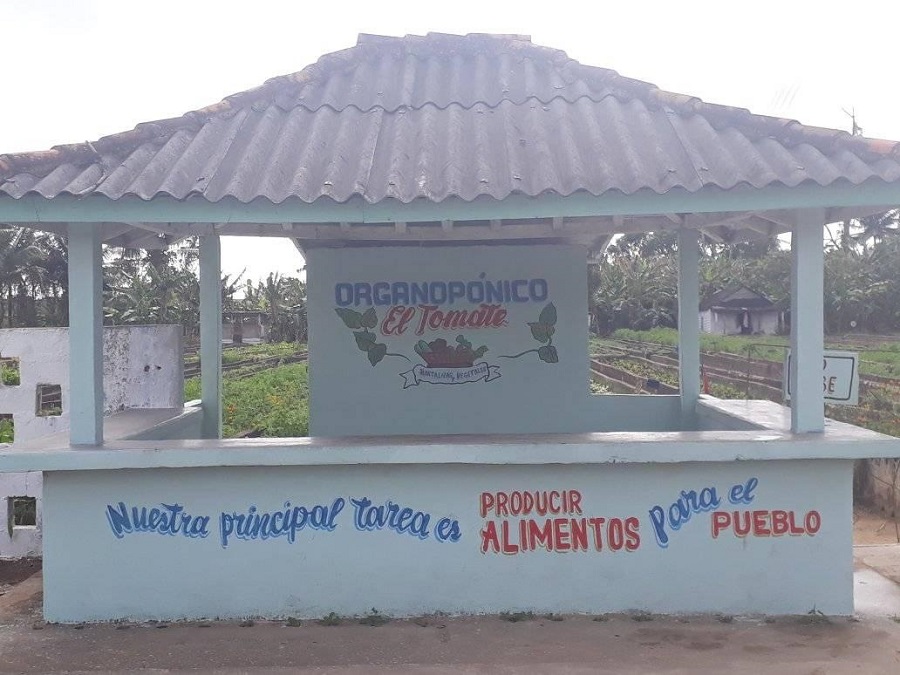 ORGANOPÓNICO
El Tomate
Nuestra principal tarea es PRODUCIR ALIMENTOS para el PUEBLO